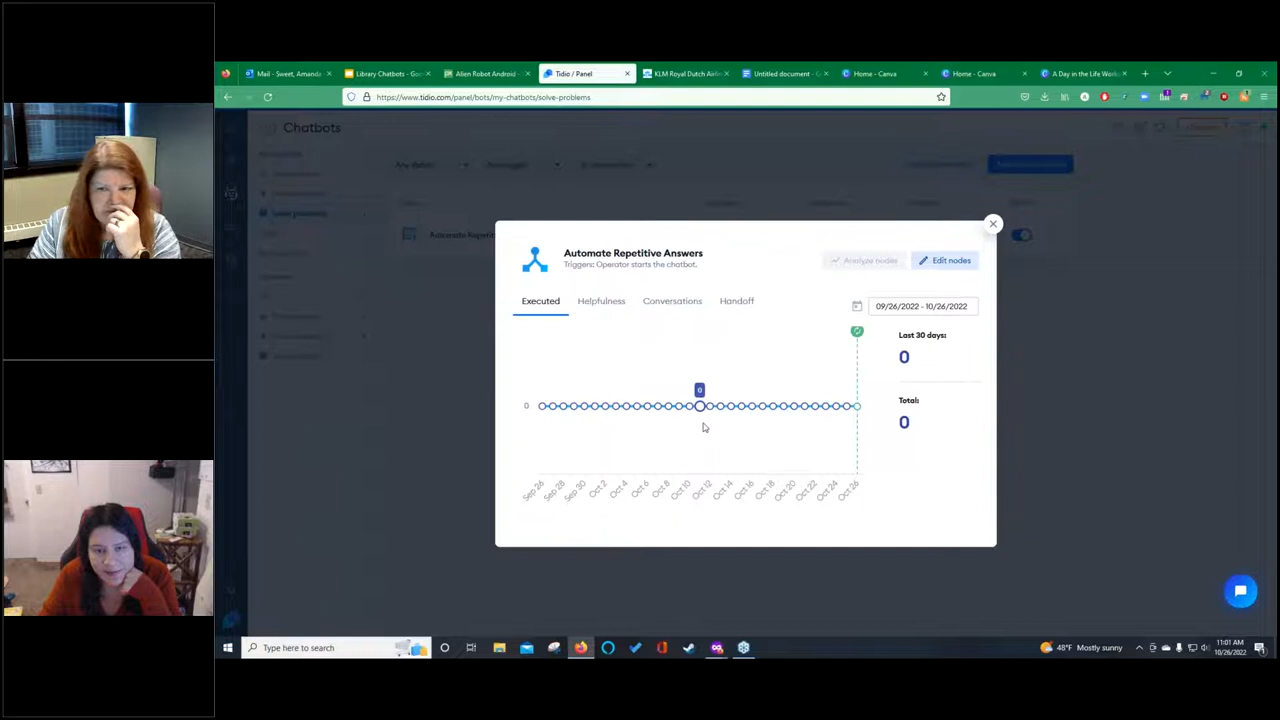 Mail - Sweet, Amanda
Library Chatbots - Goo
Alien Robot Android -
Tidio / Panel
KLM Royal Dutch Airlin
Untitled document -
Home - Canva
Home - Canva
A Day in the Life Works
https://www.tidio.com/panel/bots/my-chatbots/solve-problems
Chatbots
Automate Repetit
Automate Repetitive Answers
Triggers: Operator starts the chatbot.
Analyze nodes
Edit nodes
Executed
Helpfulness
Conversations
Handoff
09/26/2022 - 10/26/2022
Last 30 days:
0
Total:
0
0
0
Sep 26
Sep 28
Sep 30
Oct 2
Oct 4
Oct 6
Oct 8
Oct 10
Oct 12
Oct 14
Oct 16
Oct 18
Oct 20
Oct 22
Oct 24
Oct 26
Type here to search
48°F Mostly sunny
11:01 AM
10/26/2022